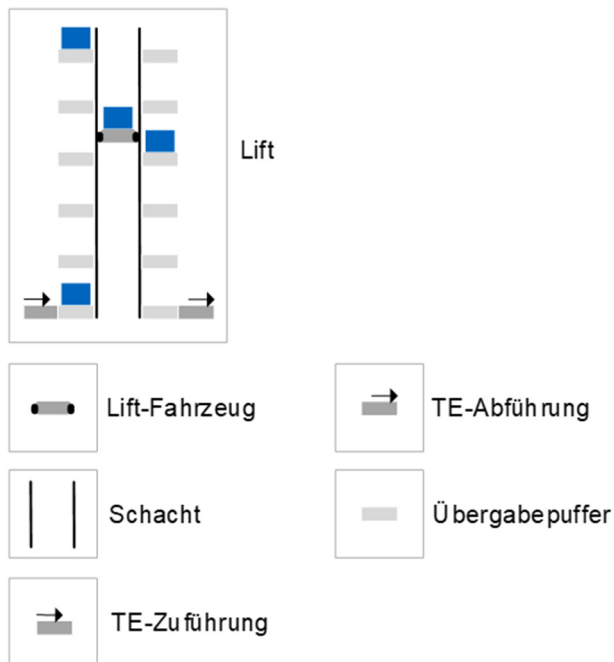 Lift
Lift-Fahrzeug
TE-Abführung
Schacht
Übergabepuffer
TE-Zuführung